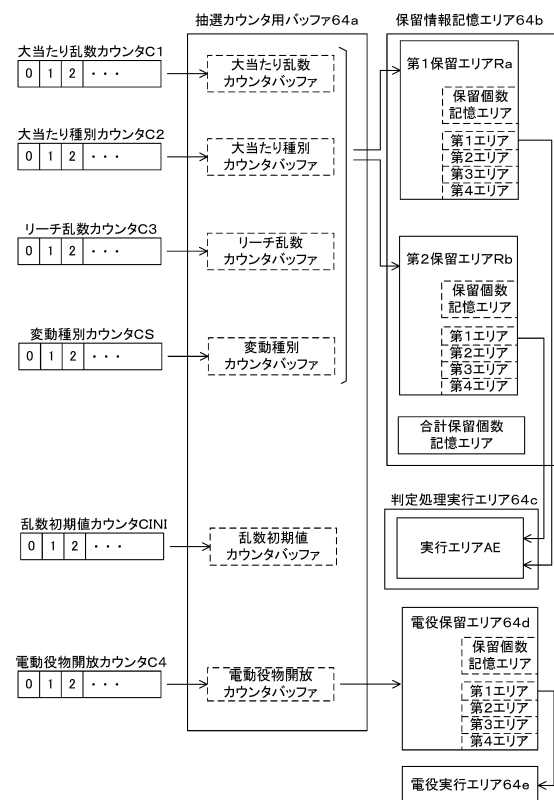 抽選カウンタ用バッファ64a
保留情報記憶エリア64b
大当たり乱数カウンタC1
0 1 2 ・・・
大当たり乱数
カウンタバッファ
第1保留エリアRa
保留個数
記憶エリア
第1エリア
第2エリア
第3エリア
第4エリア
大当たり種別カウンタC2
0 1 2 ・・・
大当たり種別
カウンタバッファ
リーチ乱数カウンタC3
0 1 2 ・・・
リーチ乱数
カウンタバッファ
第2保留エリアRb
保留個数
記憶エリア
第1エリア
第2エリア
第3エリア
第4エリア
変動種別カウンタCS
0 1 2 ・・・
変動種別
カウンタバッファ
合計保留個数
記憶エリア
判定処理実行エリア64c
実行エリアAE
乱数初期値カウンタCINI
0 1 2 ・・・
乱数初期値
カウンタバッファ
電役保留エリア64d
保留個数
記憶エリア
第1エリア
第2エリア
第3エリア
第4エリア
電動役物開放カウンタC4
0 1 2 ・・・
電動役物開放
カウンタバッファ
電役実行エリア64e